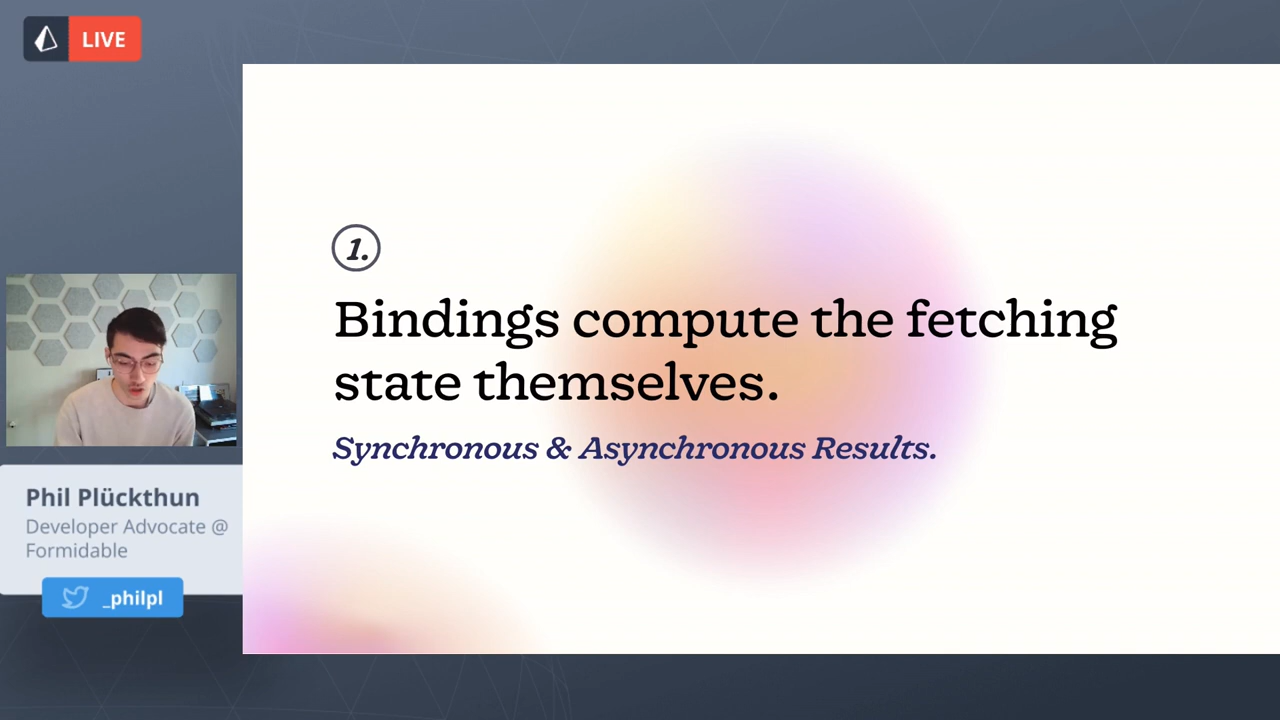 LIVE
1.
Bindings compute the fetching
state themselves.
Synchronous & Asynchronous Results.
Phil Plückthun
Developer Advocate @
Formidable
_philpl